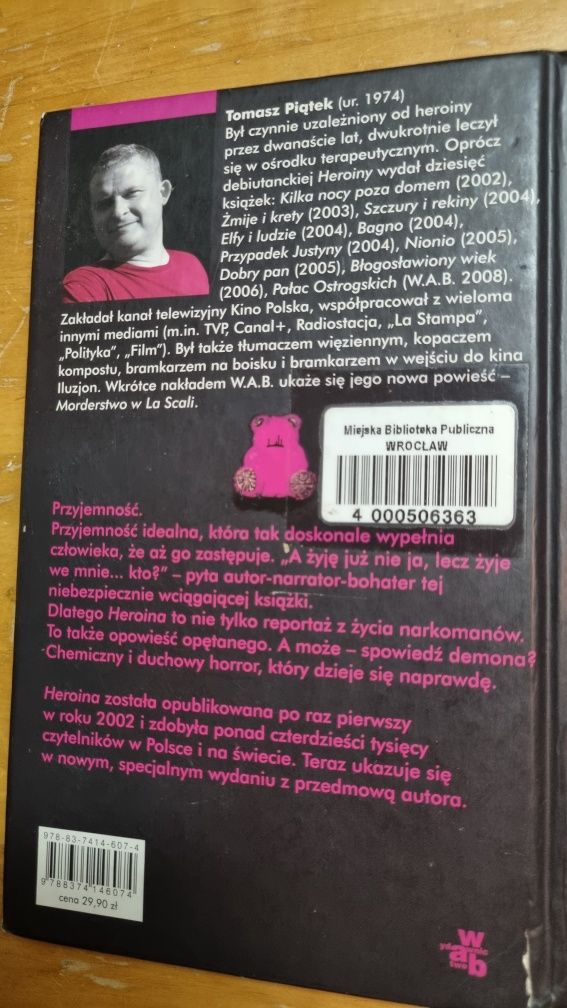 Tomasz Piątek (ur. 1974)
Był czynnie uzależniony od heroiny
przez dwanaście lat, dwukrotnie leczył
się w ośrodku terapeutycznym. Oprócz
debiutanckiej Heroiny wydał dziesięć
książek: Kilka nocy poza domem (2002),
Żmije i krety (2003), Szczury i rekiny (2004),
Elfy i ludzie (2004), Bagno (2004),
Przypadek Justyny (2004), Nionio (2005),
Dobry pan (2005), Błogosławiony wiek
(2006), Pałac Ostrogskich (W.A.B. 2008).
Zakładał kanał telewizyjny Kino Polska, współpracował z wieloma
innymi mediami (m.in. TVP, Canal+, Radiostacja, „La Stampa”,
„Polityka”, „Film”). Był także tłumaczem więziennym, kopaczem
kompostu, bramkarzem na boisku i bramkarzem w wejściu do kina
Iluzjon. Wkrótce nakładem W.A.B. ukaże się jego nowa powieść –
Morderstwo w La Scali.
Miejska Biblioteka Publiczna
WROCŁAW
4 000506363
Przyjemność.
Przyjemność idealna, która tak doskonale wypełnia
człowieka, że aż go zastępuje. „A żyję już nie ja, lecz żyje
we mnie... kto?” – pyta autor-narrator-bohater tej
niebezpiecznie wciągającej książki.
Dlatego Heroina to nie tylko reportaż z życia narkomanów.
To także opowieść opętanego. A może – spowiedź demona?
Chemiczny i duchowy horror, który dzieje się naprawdę.
Heroina została opublikowana po raz pierwszy
w roku 2002 i zdobyła ponad czterdzieści tysięcy
czytelników w Polsce i na świecie. Teraz ukazuje się
w nowym, specjalnym wydaniu z przedmową autora.
978-83-7414-607-4
9 788374 146074
cena 29,90 zł
w
ydawnic
a
two
b